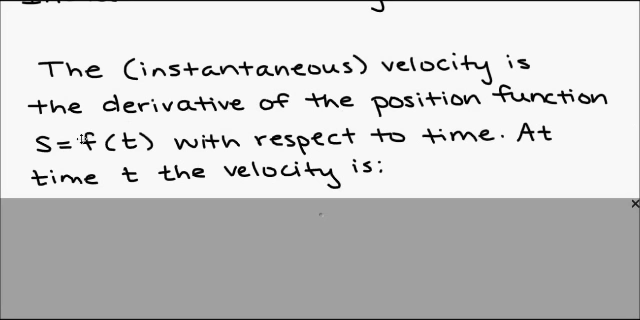 The (instantaneous) velocity is
the derivative of the position function
s = f(t) with respect to time. At
time t the velocity is: